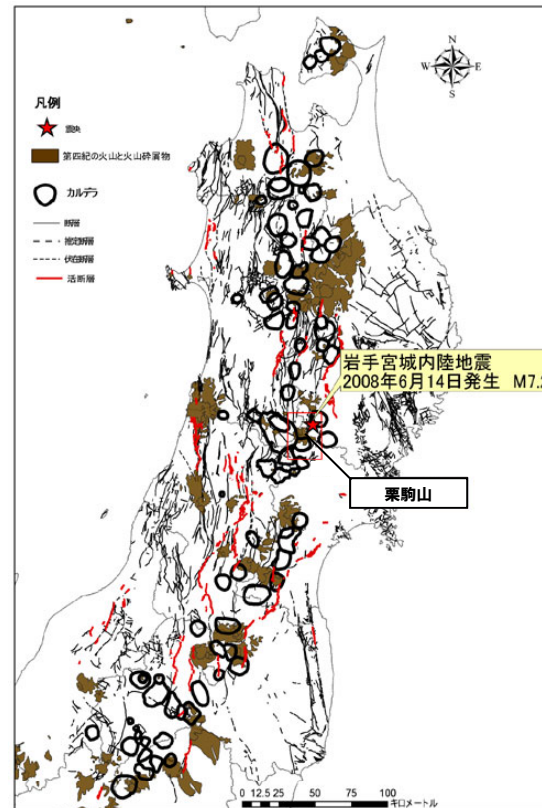 N
W E
S
凡例
震央
第四紀の火山と火山砕屑物
カルデラ
断層
推定断層
伏在断層
活断層
岩手宮城内陸地震
2008年6月14日発生 M7.2
栗駒山
0 12.5 25 50 75 100
キロメートル